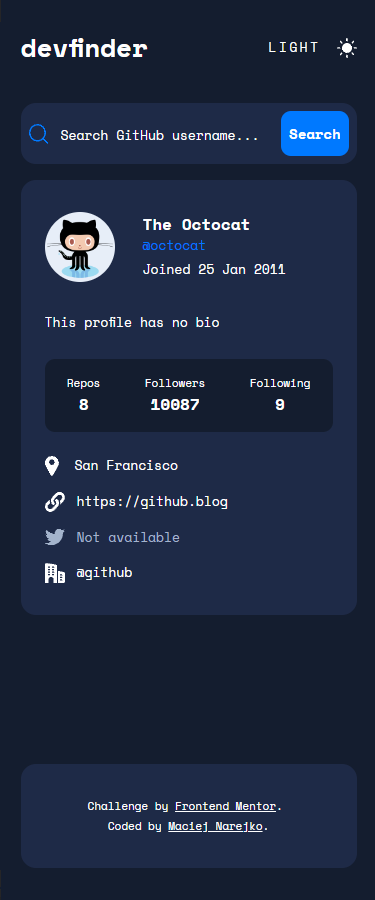 devfinder
LIGHT
Search GitHub username...
Search
The Octocat
@octocat
Joined 25 Jan 2011
This profile has no bio
Repos Followers Following
8 10087 9
San Francisco
https://github.blog
Not available
@github
Challenge by Frontend Mentor.
Coded by Maciej Narejko.